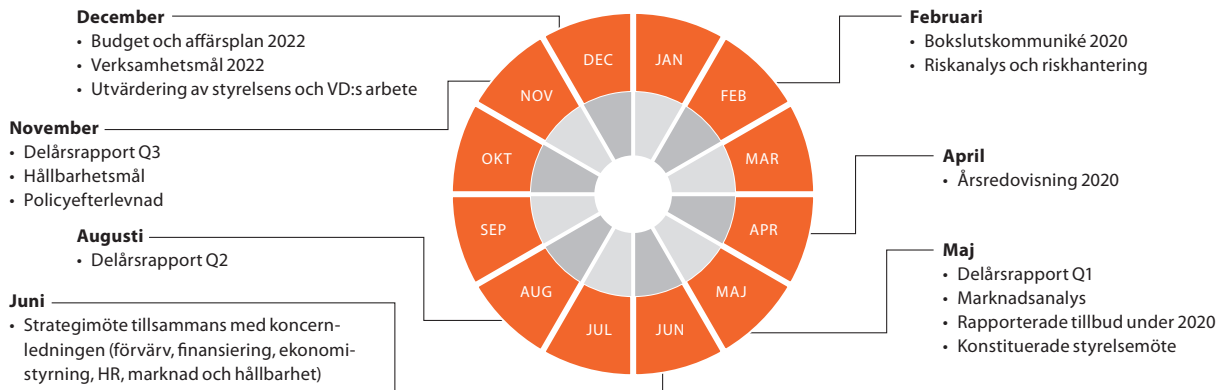 December
• Budget och affärsplan 2022
• Verksamhetsmål 2022
• Utvärdering av styrelsens och VD:s arbete
November
• Delårsrapport Q3
• Hållbarhetsmål
• Policyefterlevnad
Augusti
• Delårsrapport Q2
Juni
• Strategimöte tillsammans med koncern-
ledningen (förvärv, finansiering, ekonomi-
styrning, HR, marknad och hållbarhet)
JAN
FEB
MAR
APR
MAJ
JUN
JUL
AUG
SEP
OKT
NOV
DEC
Februari
• Bokslutskommuniké 2020
• Riskanalys och riskhantering
April
• Årsredovisning 2020
Maj
• Delårsrapport Q1
• Marknadsanalys
• Rapporterade tillbud under 2020
• Konstituerade styrelsemöte